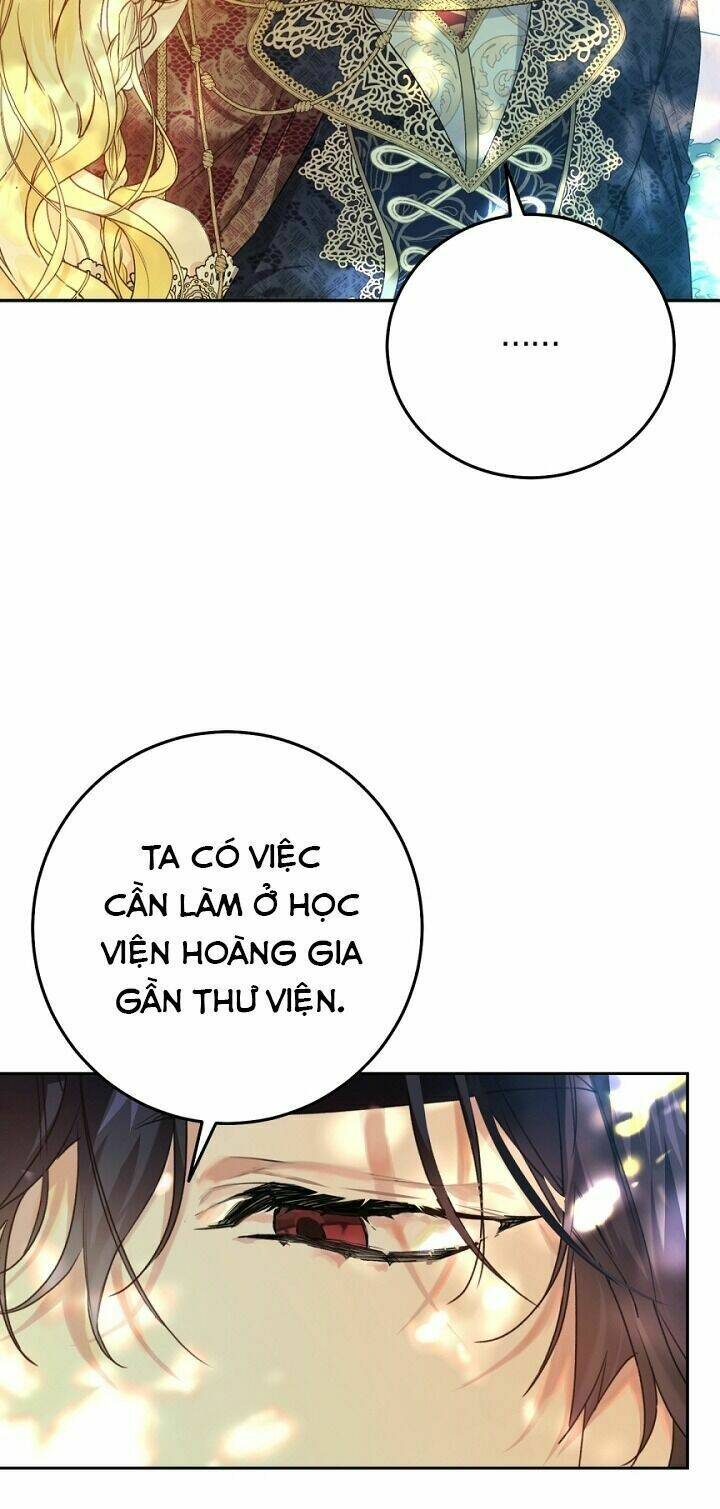 ......
TA CÓ VIỆC
CẦN LÀM Ở HỌC
VIỆN HOÀNG GIA
GẦN THƯ VIỆN.